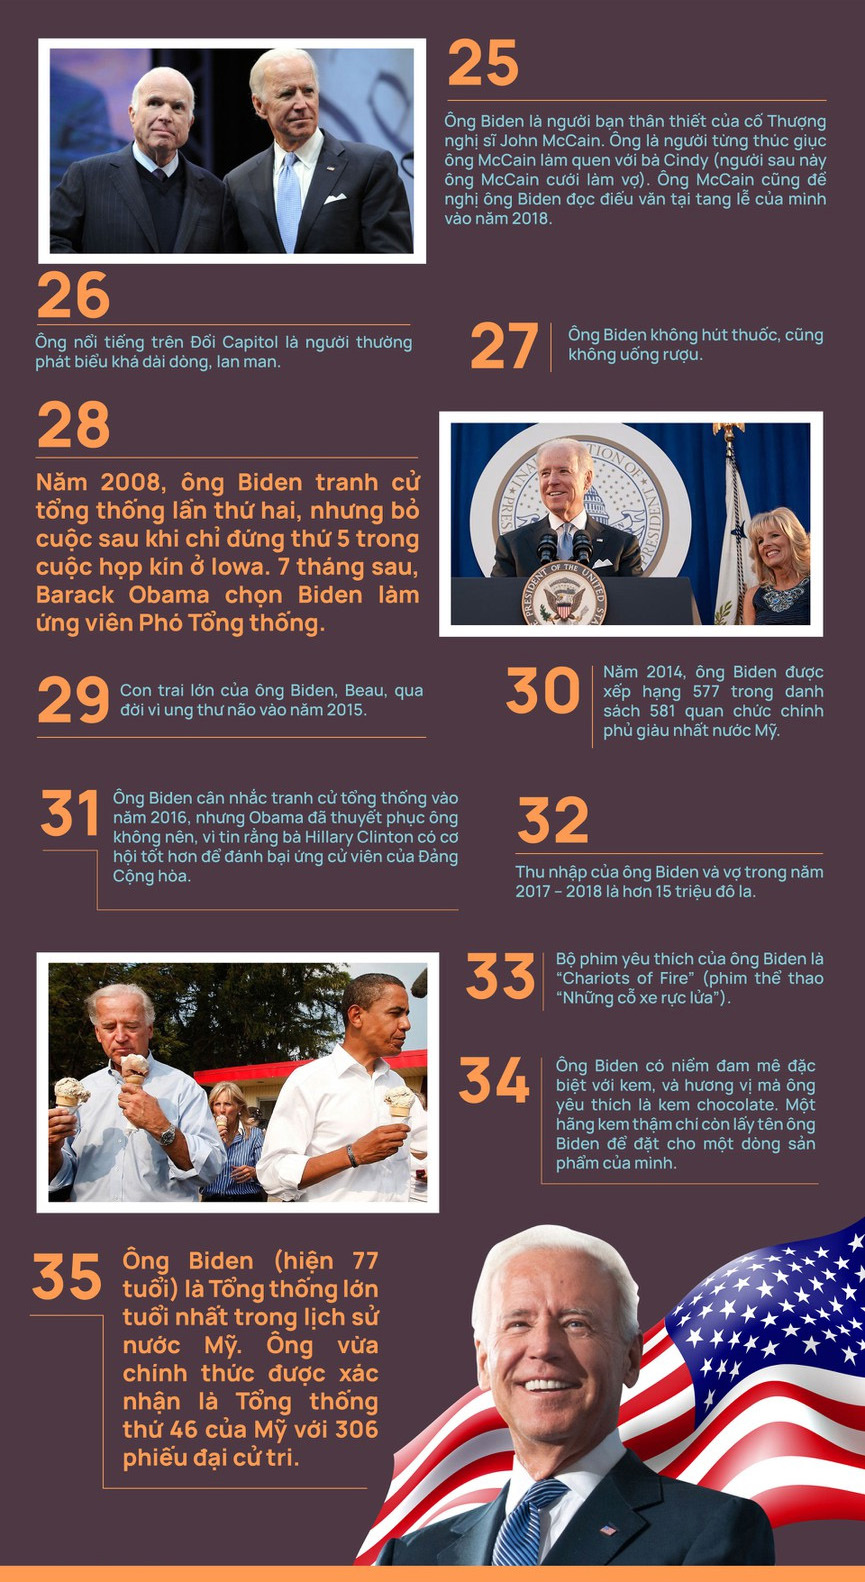 25
Ông Biden là người bạn thân thiết của cố Thượng
nghị sĩ John McCain. Ông là người từng thúc giục
ông McCain làm quen với bà Cindy (người sau này
ông McCain cưới làm vợ). Ông McCain cũng đề
nghị ông Biden đọc điếu văn tại tang lễ của mình
vào năm 2018.
26
Ông nổi tiếng trên Đồi Capitol là người thường
phát biểu khá dài dòng, lan man.
27
Ông Biden không hút thuốc, cũng
không uống rượu.
28
Năm 2008, ông Biden tranh cử
tổng thống lần thứ hai, nhưng bỏ
cuộc sau khi chỉ đứng thứ 5 trong
cuộc họp kín ở Iowa. 7 tháng sau,
Barack Obama chọn Biden làm
ứng viên Phó Tổng thống.
PRESIDENT OF THE UNITED STATES
29
Con trai lớn của ông Biden, Beau, qua
đời vì ung thư não vào năm 2015.
30
Năm 2014, ông Biden được
xếp hạng 577 trong danh
sách 581 quan chức chính
phủ giàu nhất nước Mỹ.
31
Ông Biden cân nhắc tranh cử tổng thống vào
năm 2016, nhưng Obama đã thuyết phục ông
không nên, vì tin rằng bà Hillary Clinton có cơ
hội tốt hơn để đánh bại ứng cử viên của Đảng
Cộng hòa.
32
Thu nhập của ông Biden và vợ trong năm
2017 – 2018 là hơn 15 triệu đô la.
33
Bộ phim yêu thích của ông Biden là
“Chariots of Fire” (phim thể thao
“Những cỗ xe rực lửa”).
34
Ông Biden có niềm đam mê đặc
biệt với kem, và hương vị mà ông
yêu thích là kem chocolate. Một
hãng kem thậm chí còn lấy tên ông
Biden để đặt cho một dòng sản
phẩm của mình.
35
Ông Biden (hiện 77
tuổi) là Tổng thống lớn
tuổi nhất trong lịch sử
nước Mỹ. Ông vừa
chính thức được xác
nhận là Tổng thống
thứ 46 của Mỹ với 306
phiếu đại cử tri.